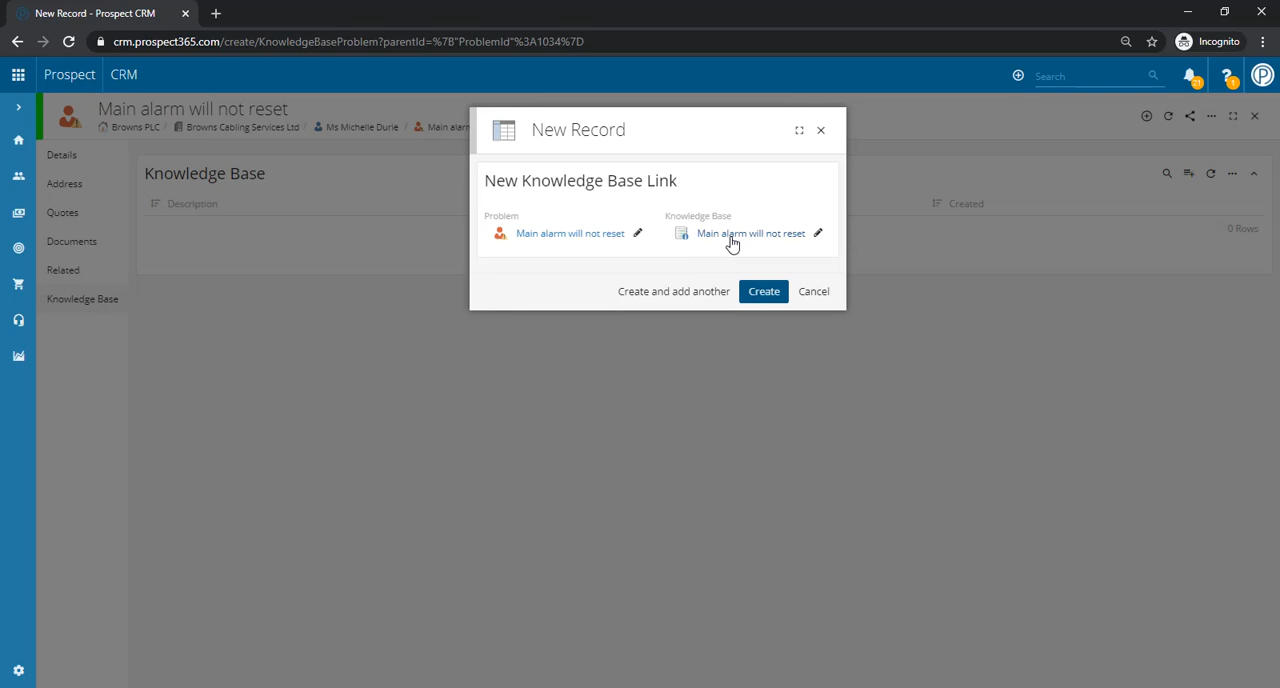 New Record - Prospect CRM
crm.prospect365.com/create/KnowledgeBaseProblem?parentId=%7B"ProblemId"%3A1034%7D
Incognito
Prospect CRM
Search
21
1
Main alarm will not reset
Browns PLC / Browns Cabling Services Ltd / Ms Michelle Durie / Main alarm
Details
Address
Quotes
Documents
Related
Knowledge Base
Knowledge Base
Description
Created
0 Rows
New Record
New Knowledge Base Link
Problem
Main alarm will not reset
Knowledge Base
Main alarm will not reset
Create and add another
Create
Cancel